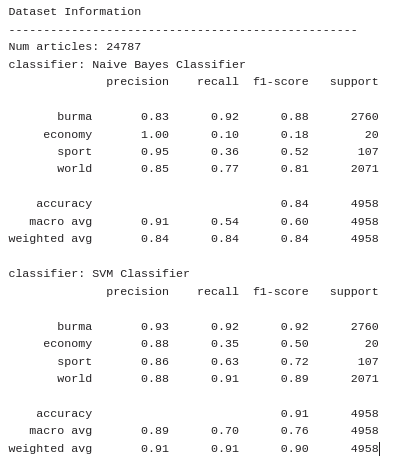 Dataset Information
--------------------------------------------------
Num articles: 24787
classifier: Naive Bayes Classifier
              precision    recall  f1-score   support

       burma       0.83      0.92      0.88      2760
     economy       1.00      0.10      0.18        20
       sport       0.95      0.36      0.52       107
       world       0.85      0.77      0.81      2071

    accuracy                           0.84      4958
   macro avg       0.91      0.54      0.60      4958
weighted avg       0.84      0.84      0.84      4958

classifier: SVM Classifier
              precision    recall  f1-score   support

       burma       0.93      0.92      0.92      2760
     economy       0.88      0.35      0.50        20
       sport       0.86      0.63      0.72       107
       world       0.88      0.91      0.89      2071

    accuracy                           0.91      4958
   macro avg       0.89      0.70      0.76      4958
weighted avg       0.91      0.91      0.90      4958